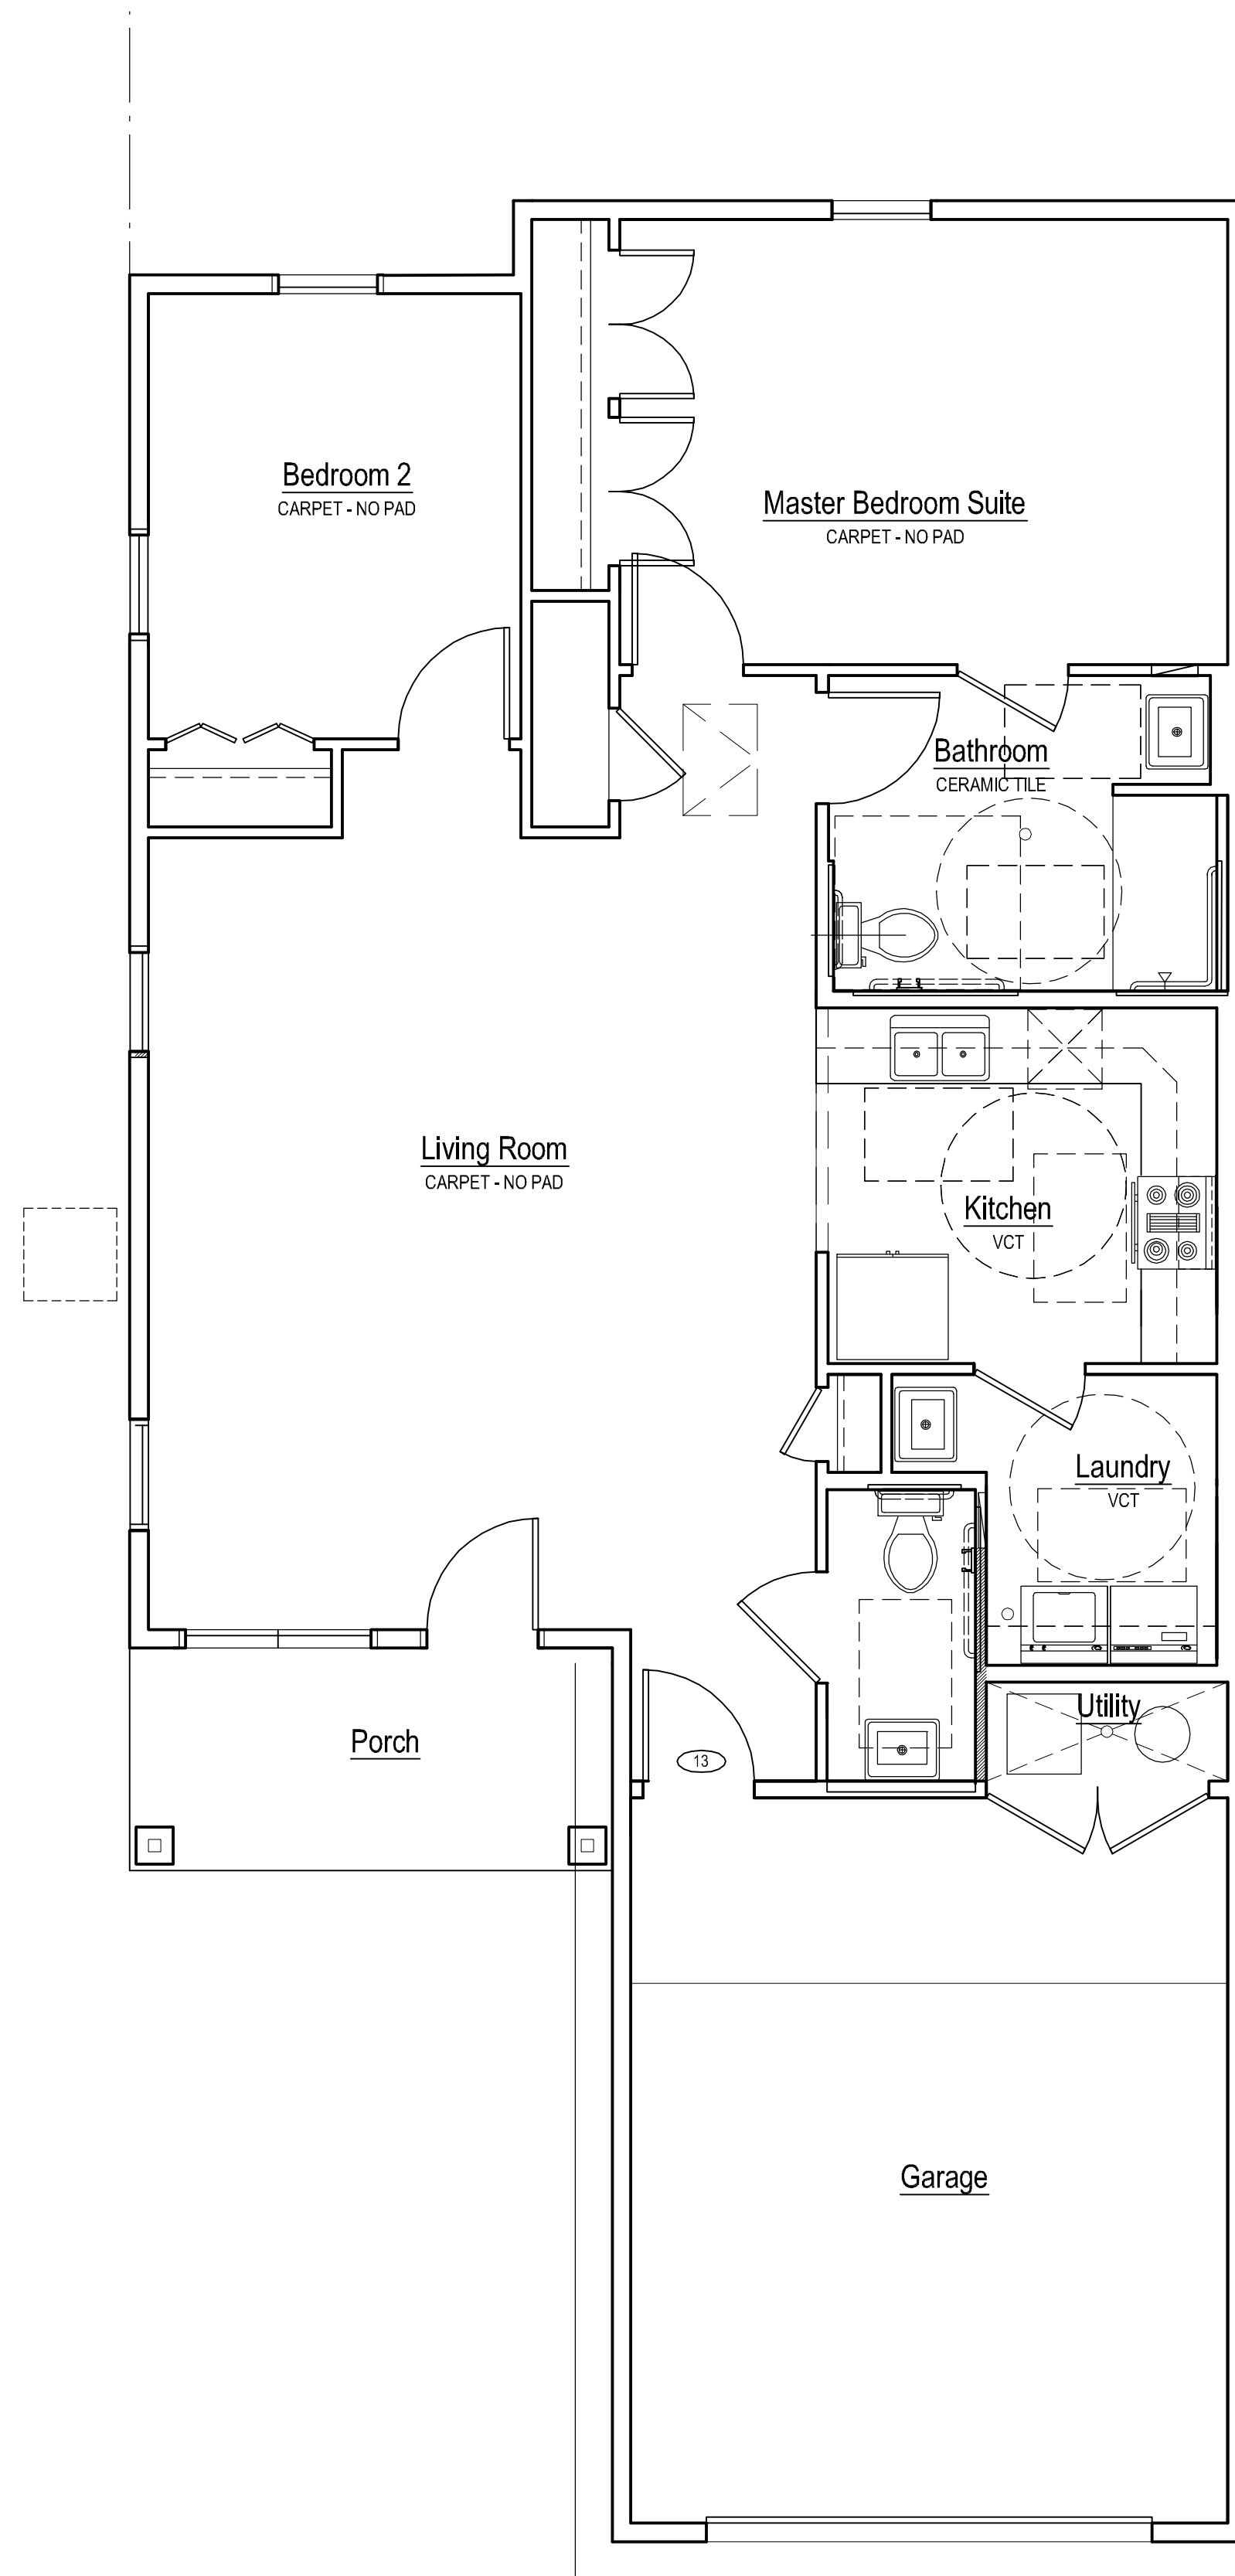 Bedroom 2
CARPET - NO PAD
Master Bedroom Suite
CARPET - NO PAD
Bathroom
CERAMIC TILE
Living Room
CARPET - NO PAD
Kitchen
VCT
Laundry
VCT
Utility
Porch
13
Garage